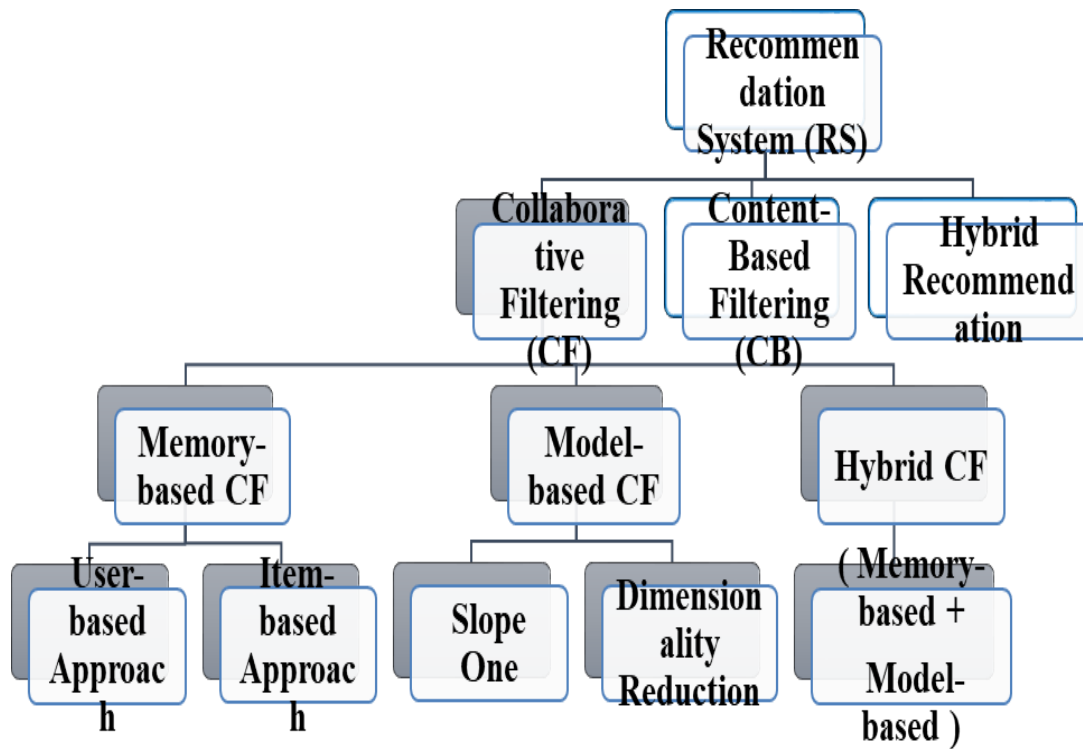 Recommen
dation
System (RS)
Collabora
tive
Filtering
(CF)
Content-
Based
Filtering
(CB)
Hybrid
Recommend
ation
Memory-
based CF
Model-
based CF
Hybrid CF
User-
based
Approac
h
Item-
based
Approac
h
Slope
One
Dimension
ality
Reduction
( Memory-
based +
Model-
based )